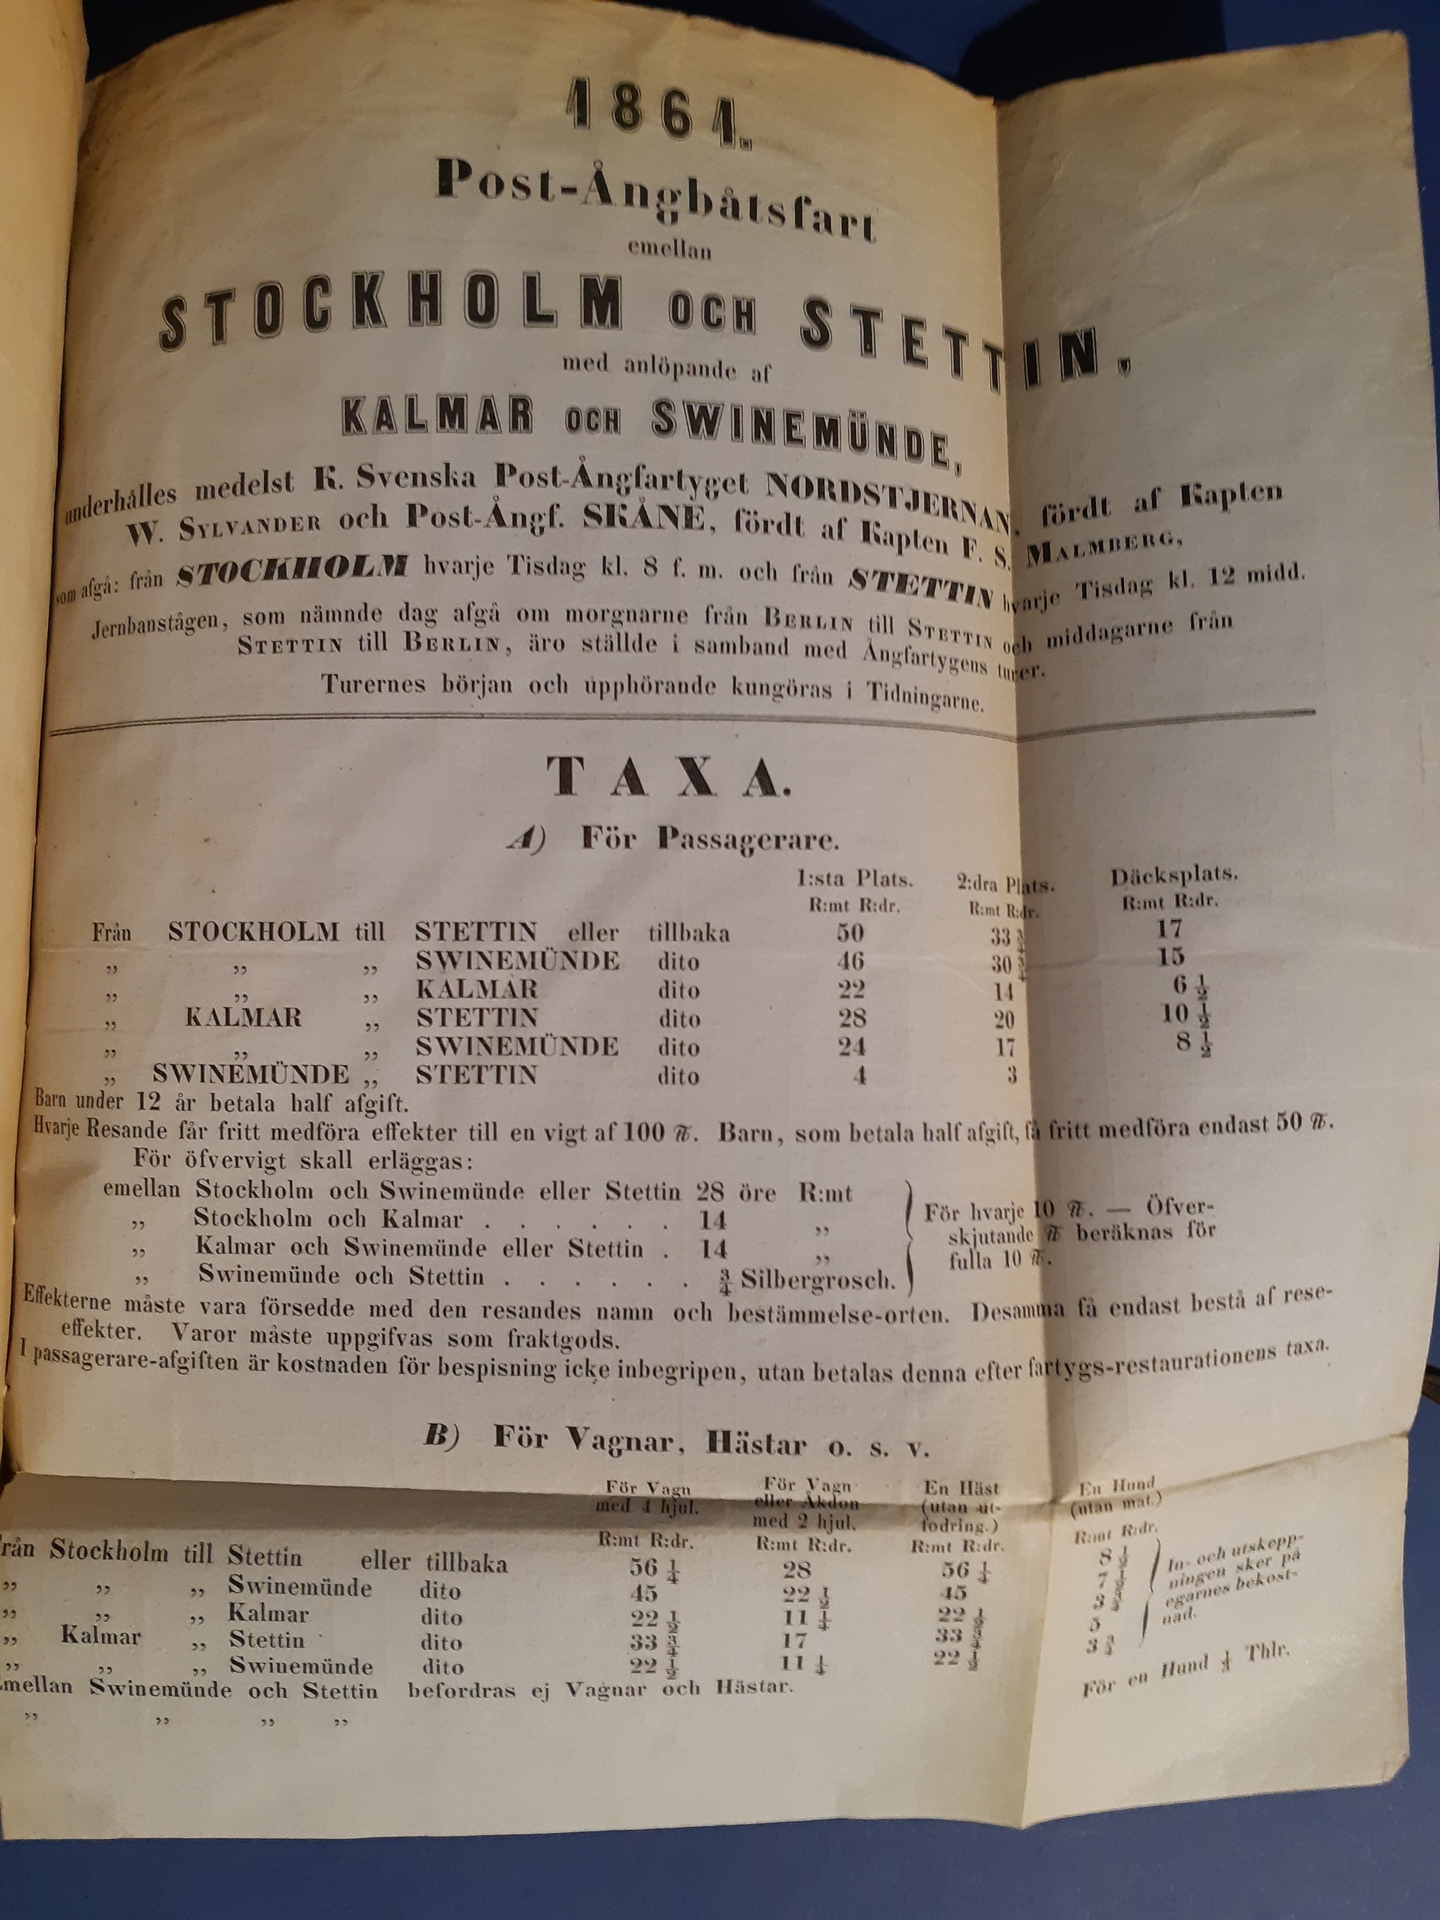 1861.
Post-Ångbåtsfart
emellan
STOCKHOLM OCH STETTIN,
med anlöpande af
KALMAR OCH SWINEMÜNDE,
underhålles medelst K. Svenska Post-Ångfartyget NORDSTJERNAN, fördt af Kapten
W. SYLVANDER och Post-Ångf. SKÅNE, fördt af Kapten F. S. MALMBERG,
som afgå: från STOCKHOLM hvarje Tisdag kl. 8 f. m. och från STETTIN hvarje Tisdag kl. 12 midd.
Jernbanstågen, som nämnde dag afgå om morgnarne från BERLIN till STETTIN och middagarne från
STETTIN till BERLIN, äro ställde i samband med Ångfartygens turer.
Turernes början och upphörande kungöras i Tidningarne.
TAXA.
A) För Passagerare.
1:sta Plats. 2:dra Plats. Däcksplats.
R:mt R:dr. R:mt R:dr. R:mt R:dr.
Från STOCKHOLM till STETTIN eller tillbaka 50 33 3/4 17
„ „ „ SWINEMÜNDE dito 46 30 3/4 15
„ „ „ KALMAR dito 22 14 6 1/2
„ KALMAR „ STETTIN dito 28 20 10 1/2
„ „ „ SWINEMÜNDE dito 24 17 8 1/2
„ SWINEMÜNDE „ STETTIN dito 4 3
Barn under 12 år betala half afgift.
Hvarje Resande får fritt medföra effekter till en vigt af 100 ℔. Barn, som betala half afgift, få fritt medföra endast 50 ℔.
För öfvervigt skall erläggas:
emellan Stockholm och Swinemünde eller Stettin 28 öre R:mt
„ Stockholm och Kalmar . . . . . . 14 „
„ Kalmar och Swinemünde eller Stettin . 14 „
„ Swinemünde och Stettin . . . . . . 3/4 Silbergrosch.
För hvarje 10 ℔. — Öfver-
skjutande ℔ beräknas för
fulla 10 ℔.
Effekterne måste vara försedde med den resandes namn och bestämmelse-orten. Desamma få endast bestå af rese-
effekter. Varor måste uppgifvas som fraktgods.
I passagerare-afgiften är kostnaden för bespisning icke inbegripen, utan betalas denna efter fartygs-restaurationens taxa.
B) För Vagnar, Hästar o. s. v.
För Vagn För Vagn En Häst En Hund
med 4 hjul. eller Åkdon (utan ut- (utan mat.)
med 2 hjul. fodring.)
R:mt R:dr. R:mt R:dr. R:mt R:dr. R:mt R:dr.
från Stockholm till Stettin eller tillbaka 56 1/4 28 56 1/4 8
„ „ „ Swinemünde dito 45 22 1/2 45 7
„ „ „ Kalmar dito 22 1/2 11 1/4 22 1/2 3
„ Kalmar „ Stettin dito 33 3/4 17 33 3/4 5
„ „ „ Swinemünde dito 22 1/2 11 1/4 22 1/2 3
In- och utskepp-
ningen sker på
egarnes bekost-
nad.
Emellan Swinemünde och Stettin befordras ej Vagnar och Hästar.
„ „ „ „ För en Hund 1/3 Thlr.